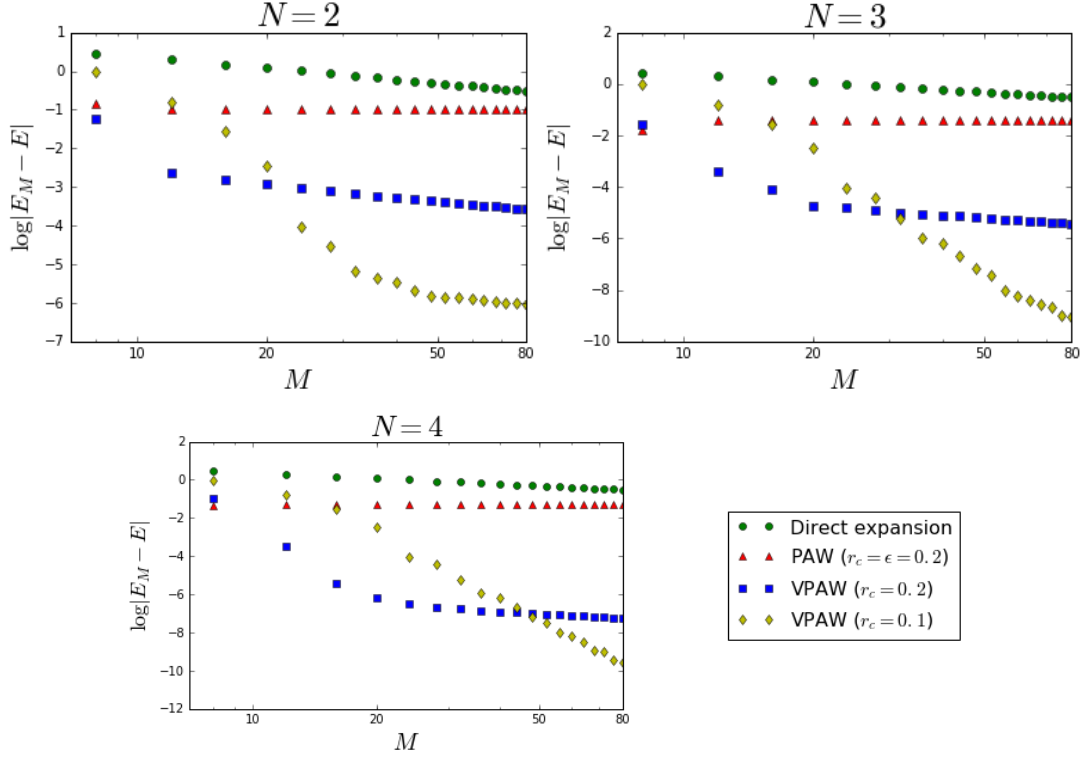 N = 2
1
0
−1
−2
−3
−4
−5
−6
−7
log|E_M − E|
10
20
50
80
M
N = 3
2
0
−2
−4
−6
−8
−10
log|E_M − E|
10
20
50
80
M
N = 4
2
0
−2
−4
−6
−8
−10
−12
log|E_M − E|
10
20
50
80
M
Direct expansion
PAW (r_c = ϵ = 0.2)
VPAW (r_c = 0.2)
VPAW (r_c = 0.1)